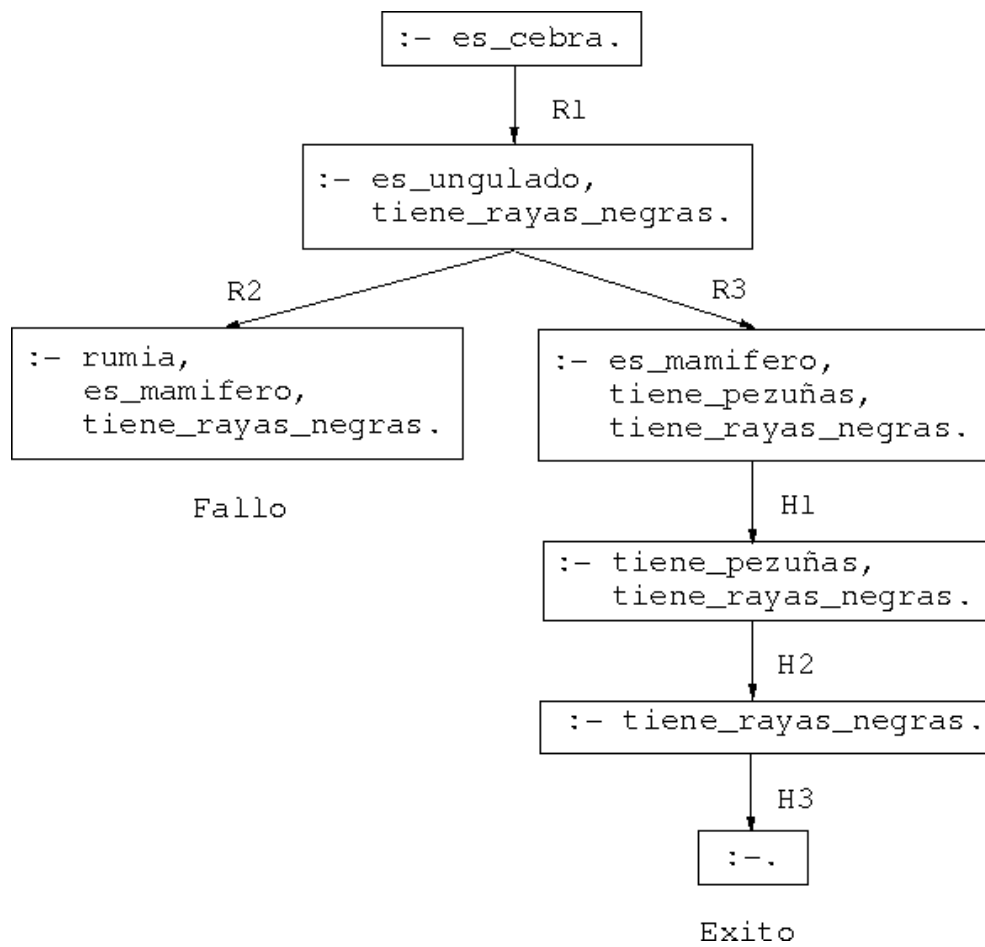 :- es_cebra.
R1
:- es_ungulado,
tiene_rayas_negras.
R2
R3
:- rumia,
es_mamifero,
tiene_rayas_negras.
Fallo
:- es_mamifero,
tiene_pezuñas,
tiene_rayas_negras.
H1
:- tiene_pezuñas,
tiene_rayas_negras.
H2
:- tiene_rayas_negras.
H3
:-.
Exito